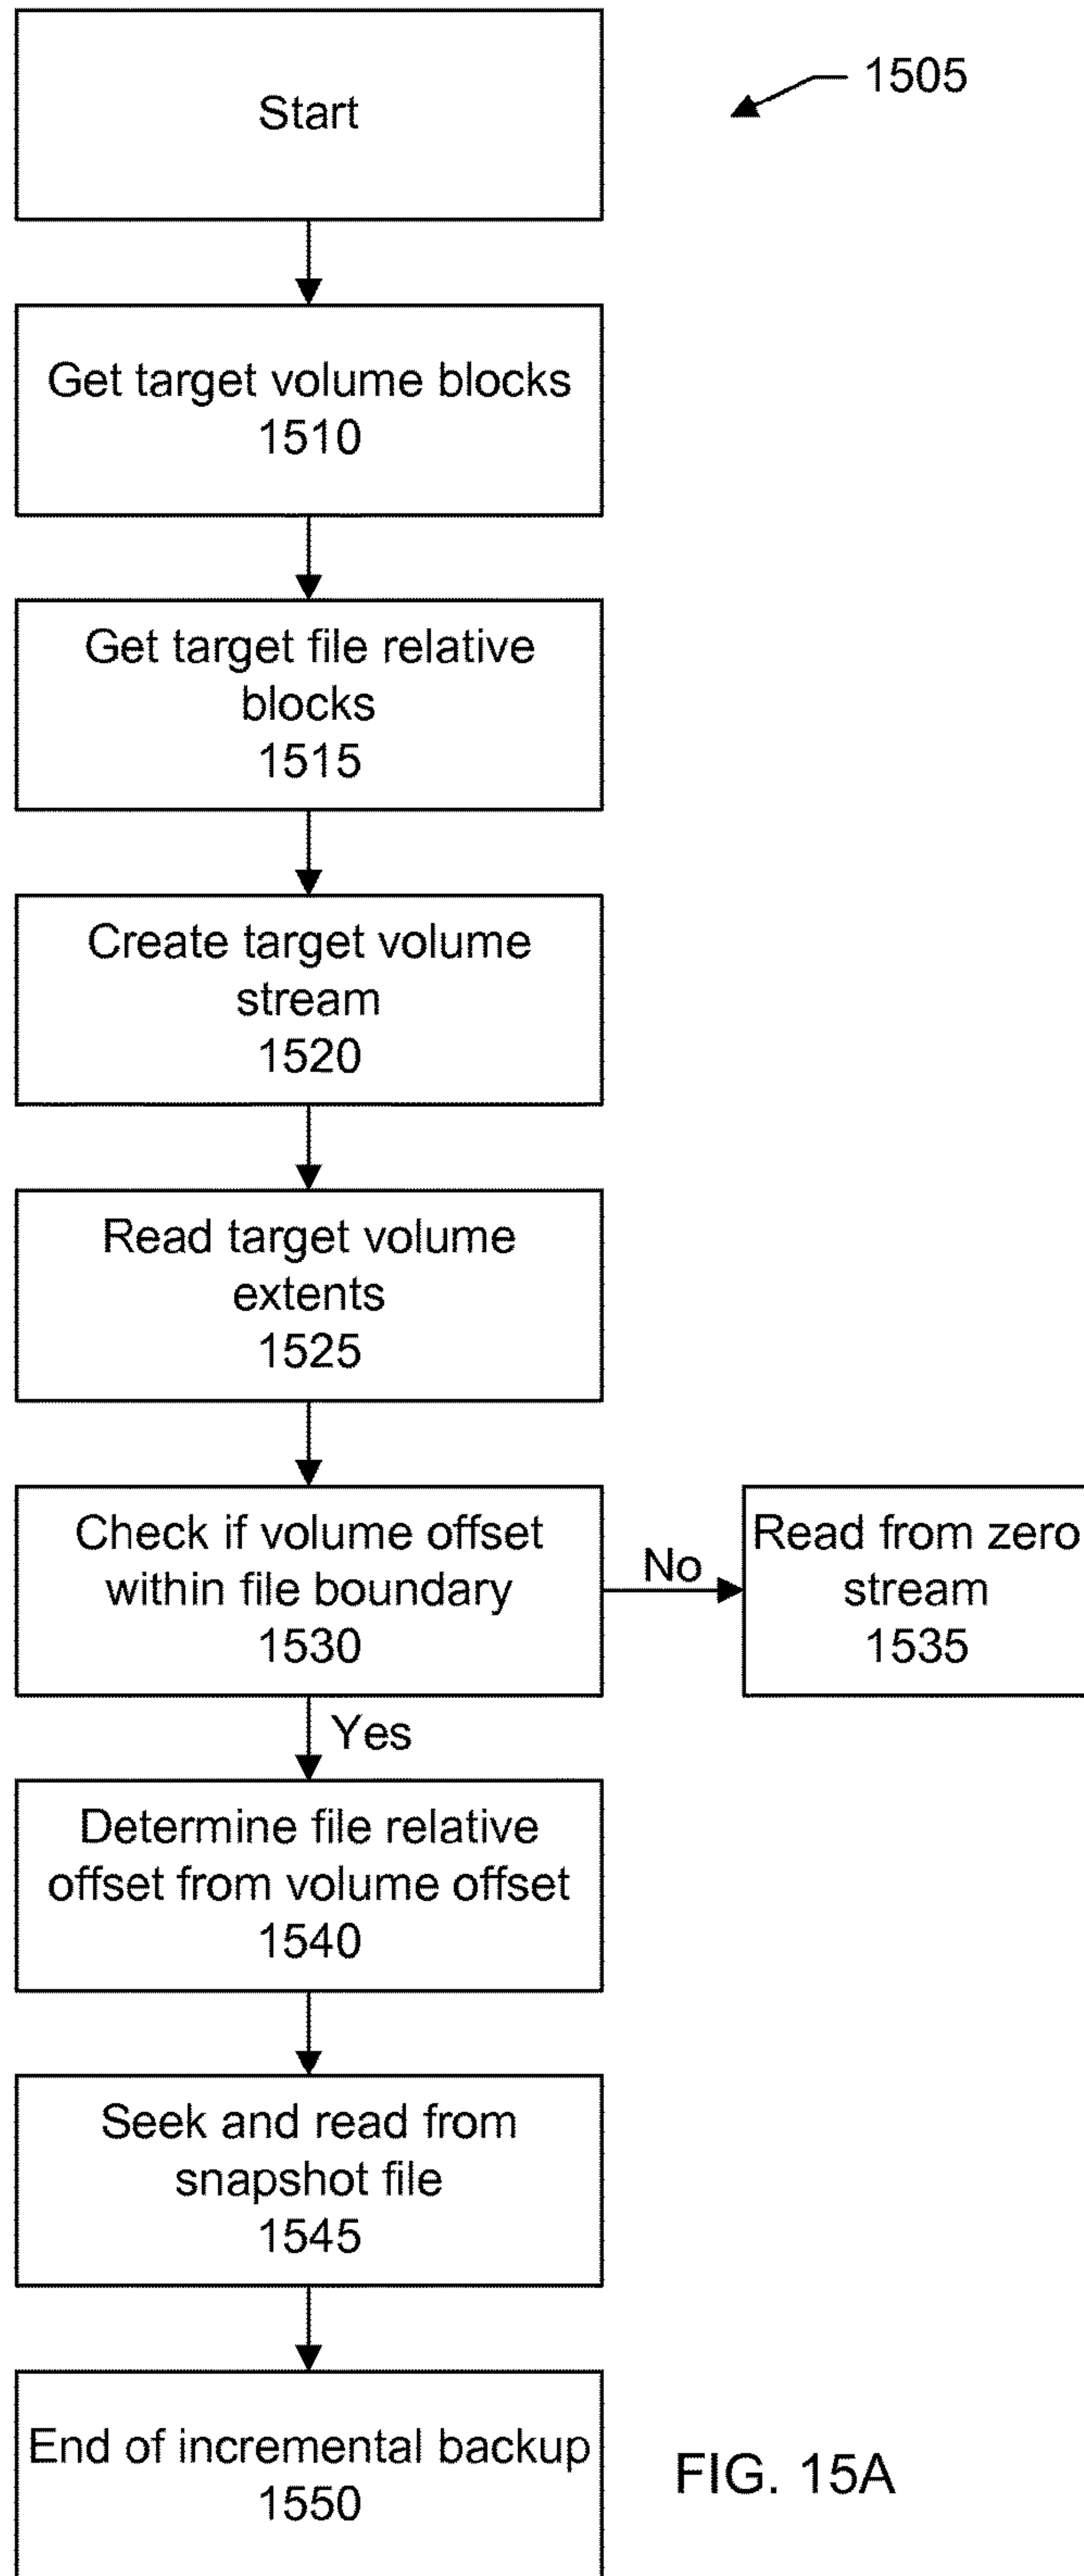 Start
1505
Get target volume blocks
1510
Get target file relative
blocks
1515
Create target volume
stream
1520
Read target volume
extents
1525
Check if volume offset
within file boundary
1530
No
Read from zero
stream
1535
Yes
Determine file relative
offset from volume offset
1540
Seek and read from
snapshot file
1545
End of incremental backup
1550
FIG. 15A